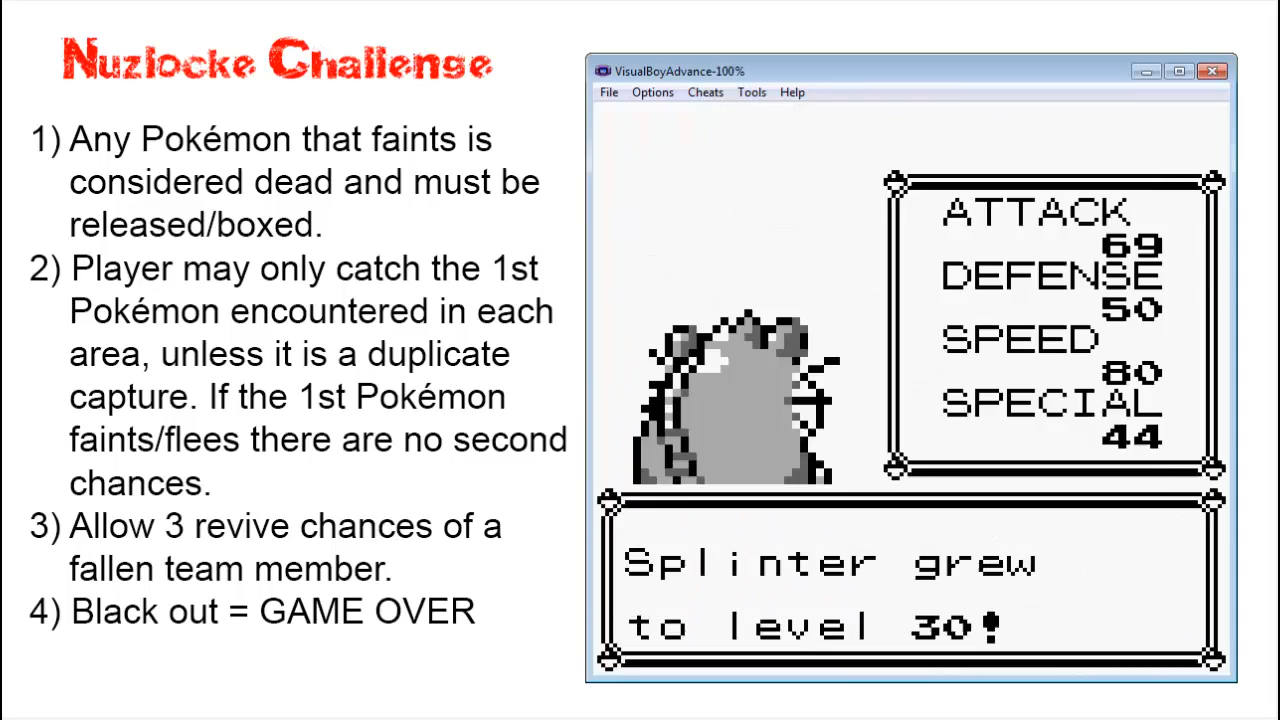 Nuzlocke Challenge
1) Any Pokémon that faints is
considered dead and must be
released/boxed.
2) Player may only catch the 1st
Pokémon encountered in each
area, unless it is a duplicate
capture. If the 1st Pokémon
faints/flees there are no second
chances.
3) Allow 3 revive chances of a
fallen team member.
4) Black out = GAME OVER
VisualBoyAdvance-100%
File Options Cheats Tools Help
ATTACK
69
DEFENSE
50
SPEED
80
SPECIAL
44
Splinter grew
to level 30!